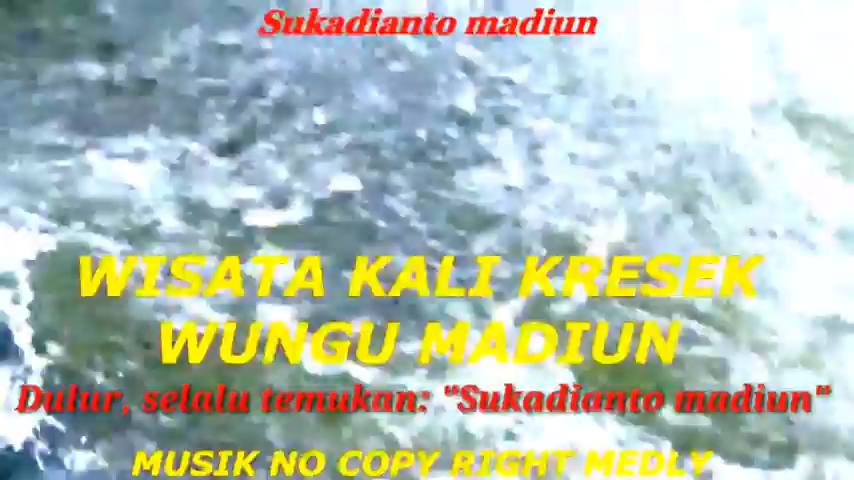 Sukadianto madiun
WISATA KALI KRESEK
WUNGU MADIUN
Dulur, selalu temukan: "Sukadianto madiun"
MUSIK NO COPY RIGHT MEDLY